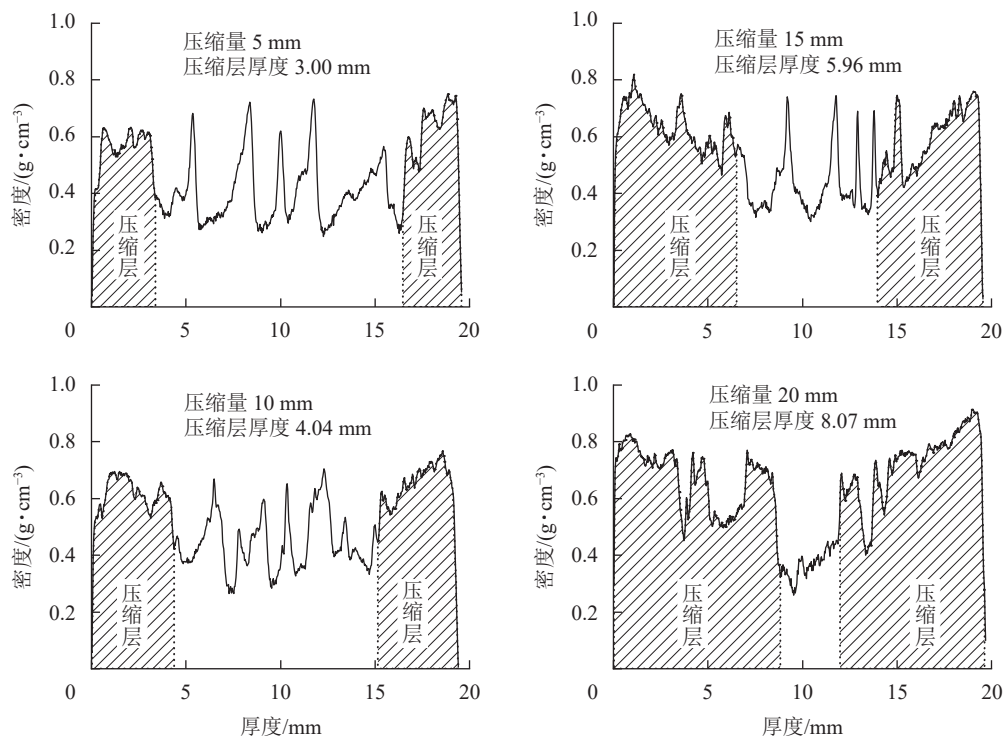 1.0
0.8
0.6
0.4
0.2
0
5
10
15
20
密度/(g•cm⁻³)
压缩量 5 mm
压缩层厚度 3.00 mm
压缩层
压缩层
1.0
0.8
0.6
0.4
0.2
0
5
10
15
20
密度/(g•cm⁻³)
压缩量 15 mm
压缩层厚度 5.96 mm
压缩层
压缩层
1.0
0.8
0.6
0.4
0.2
0
5
10
15
20
密度/(g•cm⁻³)
压缩量 10 mm
压缩层厚度 4.04 mm
压缩层
压缩层
厚度/mm
1.0
0.8
0.6
0.4
0.2
0
5
10
15
20
密度/(g•cm⁻³)
压缩量 20 mm
压缩层厚度 8.07 mm
压缩层
压缩层
厚度/mm